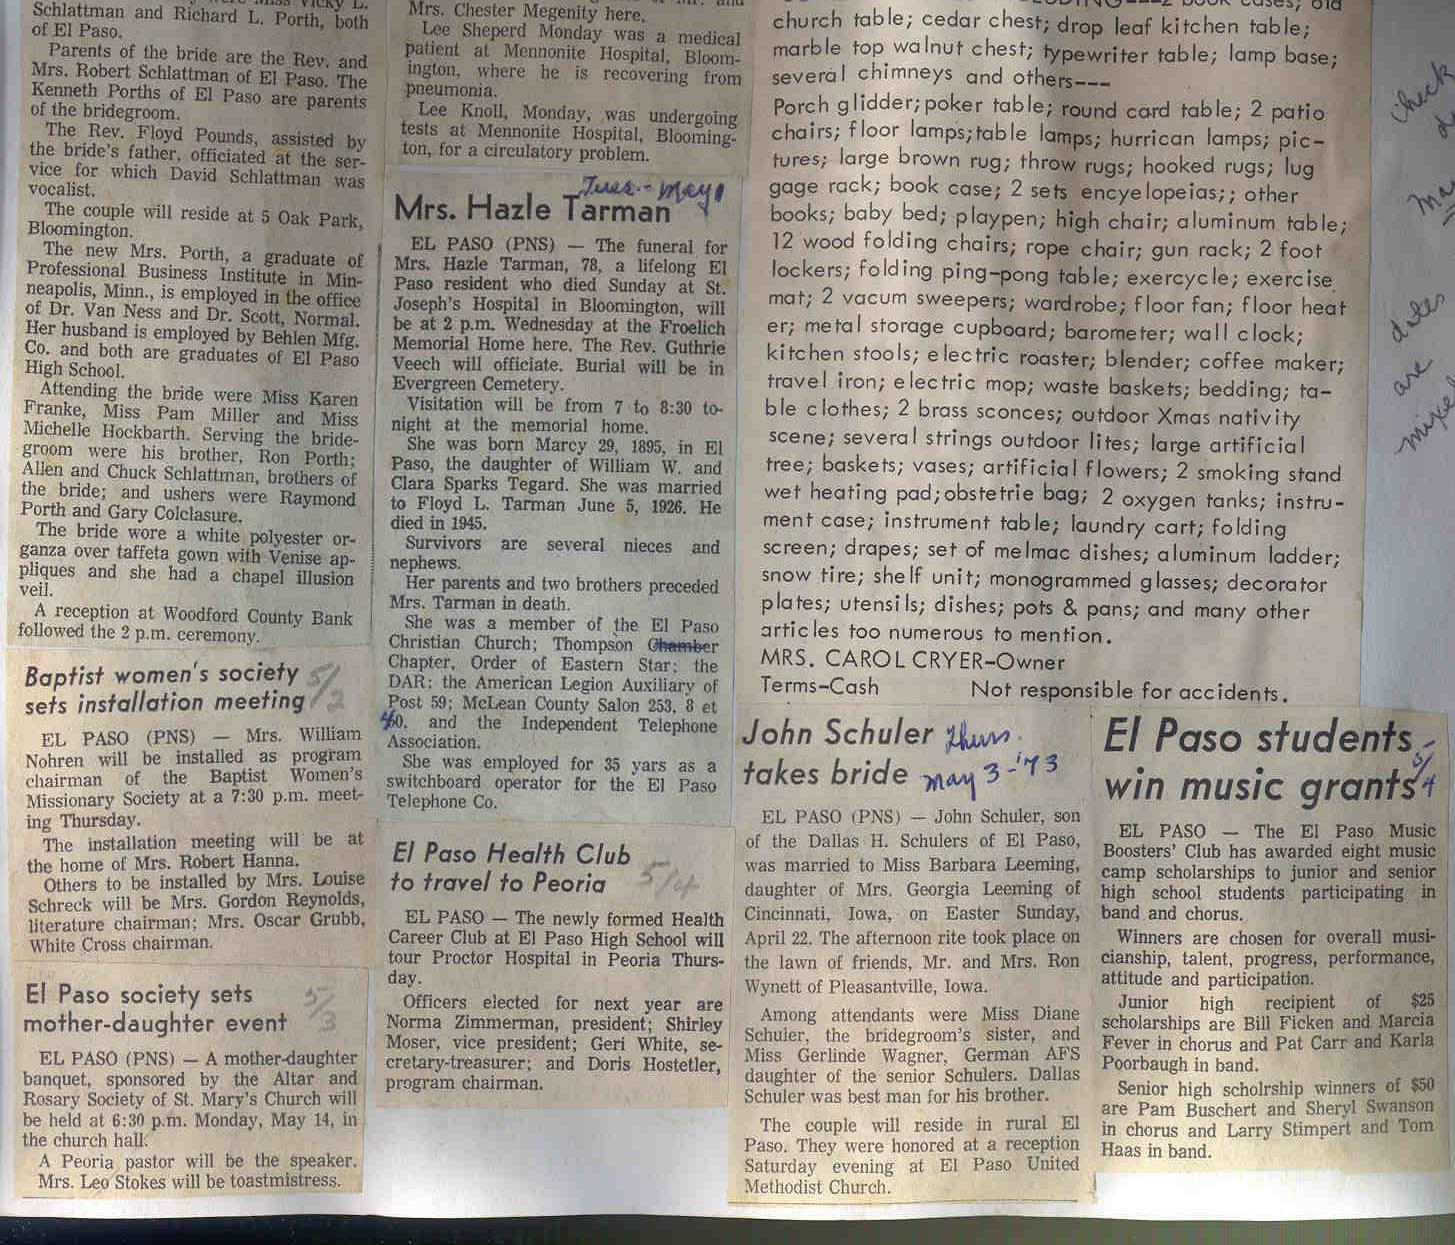 Schlattman and Richard L. Porth, both
of El Paso.
Parents of the bride are the Rev. and
Mrs. Robert Schlattman of El Paso. The
Kenneth Porths of El Paso are parents
of the bridegroom.
The Rev. Floyd Pounds, assisted by
the bride's father, officiated at the ser-
vice for which David Schlattman was
vocalist.
The couple will reside at 5 Oak Park,
Bloomington.
The new Mrs. Porth, a graduate of
Professional Business Institute in Min-
neapolis, Minn., is employed in the office
of Dr. Van Ness and Dr. Scott, Normal.
Her husband is employed by Behlen Mfg.
Co. and both are graduates of El Paso
High School.
Attending the bride were Miss Karen
Franke, Miss Pam Miller and Miss
Michelle Hockbarth. Serving the bride-
groom were his brother, Ron Porth;
Allen and Chuck Schlattman, brothers of
the bride; and ushers were Raymond
Porth and Gary Colclasure.
The bride wore a white polyester or-
ganza over taffeta gown with Venise ap-
pliques and she had a chapel illusion
veil.
A reception at Woodford County Bank
followed the 2 p.m. ceremony.
Baptist women's society
sets installation meeting
5/2
EL PASO (PNS) — Mrs. William
Nohren will be installed as program
chairman of the Baptist Women's
Missionary Society at a 7:30 p.m. meet-
ing Thursday.
The installation meeting will be at
the home of Mrs. Robert Hanna.
Others to be installed by Mrs. Louise
Schreck will be Mrs. Gordon Reynolds,
literature chairman; Mrs. Oscar Grubb,
White Cross chairman.
El Paso society sets
mother-daughter event
5/3
EL PASO (PNS) — A mother-daughter
banquet, sponsored by the Altar and
Rosary Society of St. Mary's Church will
be held at 6:30 p.m. Monday, May 14, in
the church hall.
A Peoria pastor will be the speaker.
Mrs. Leo Stokes will be toastmistress.
Mrs. Chester Megenity here.
Lee Sheperd Monday was a medical
patient at Mennonite Hospital, Bloom-
ington, where he is recovering from
pneumonia.
Lee Knoll, Monday, was undergoing
tests at Mennonite Hospital, Blooming-
ton, for a circulatory problem.
Tues.- May 1
Mrs. Hazle Tarman
EL PASO (PNS) — The funeral for
Mrs. Hazle Tarman, 78, a lifelong El
Paso resident who died Sunday at St.
Joseph's Hospital in Bloomington, will
be at 2 p.m. Wednesday at the Froelich
Memorial Home here. The Rev. Guthrie
Veech will officiate. Burial will be in
Evergreen Cemetery.
Visitation will be from 7 to 8:30 to-
night at the memorial home.
She was born Marcy 29, 1895, in El
Paso, the daughter of William W. and
Clara Sparks Tegard. She was married
to Floyd L. Tarman June 5, 1926. He
died in 1945.
Survivors are several nieces and
nephews.
Her parents and two brothers preceded
Mrs. Tarman in death.
She was a member of the El Paso
Christian Church; Thompson Chamber
Chapter, Order of Eastern Star; the
DAR; the American Legion Auxiliary of
Post 59; McLean County Salon 253, 8 et
40, and the Independent Telephone
Association.
She was employed for 35 yars as a
switchboard operator for the El Paso
Telephone Co.
El Paso Health Club
to travel to Peoria
5/4
EL PASO — The newly formed Health
Career Club at El Paso High School will
tour Proctor Hospital in Peoria Thurs-
day.
Officers elected for next year are
Norma Zimmerman, president; Shirley
Moser, vice president; Geri White, se-
cretary-treasurer; and Doris Hostetler,
program chairman.
church table; cedar chest; drop leaf kitchen table;
marble top walnut chest; typewriter table; lamp base;
several chimneys and others---
Porch glidder; poker table; round card table; 2 patio
chairs; floor lamps;table lamps; hurrican lamps; pic-
tures; large brown rug; throw rugs; hooked rugs; lug
gage rack; book case; 2 sets encyelopeias;; other
books; baby bed; playpen; high chair; aluminum table;
12 wood folding chairs; rope chair; gun rack; 2 foot
lockers; folding ping-pong table; exercycle; exercise
mat; 2 vacum sweepers; wardrobe; floor fan; floor heat
er; metal storage cupboard; barometer; wall clock;
kitchen stools; electric roaster; blender; coffee maker;
travel iron; electric mop; waste baskets; bedding; ta-
ble clothes; 2 brass sconces; outdoor Xmas nativity
scene; several strings outdoor lites; large artificial
tree; baskets; vases; artificial flowers; 2 smoking stand
wet heating pad; obstetrie bag; 2 oxygen tanks; instru-
ment case; instrument table; laundry cart; folding
screen; drapes; set of melmac dishes; aluminum ladder;
snow tire; shelf unit; monogrammed glasses; decorator
plates; utensils; dishes; pots & pans; and many other
articles too numerous to mention.
MRS. CAROL CRYER-Owner
Terms-Cash Not responsible for accidents.
John Schuler
takes bride
Thurs.
May 3-'73
EL PASO (PNS) — John Schuler, son
of the Dallas H. Schulers of El Paso,
was married to Miss Barbara Leeming,
daughter of Mrs. Georgia Leeming of
Cincinnati, Iowa, on Easter Sunday,
April 22. The afternoon rite took place on
the lawn of friends, Mr. and Mrs. Ron
Wynett of Pleasantville, Iowa.
Among attendants were Miss Diane
Schuler, the bridegroom's sister, and
Miss Gerlinde Wagner, German AFS
daughter of the senior Schulers. Dallas
Schuler was best man for his brother.
The couple will reside in rural El
Paso. They were honored at a reception
Saturday evening at El Paso United
Methodist Church.
El Paso students
win music grants
5/4
EL PASO — The El Paso Music
Boosters' Club has awarded eight music
camp scholarships to junior and senior
high school students participating in
band and chorus.
Winners are chosen for overall musi-
cianship, talent, progress, performance,
attitude and participation.
Junior high recipient of $25
scholarships are Bill Ficken and Marcia
Fever in chorus and Pat Carr and Karla
Poorbaugh in band.
Senior high scholrship winners of $50
are Pam Buschert and Sheryl Swanson
in chorus and Larry Stimpert and Tom
Haas in band.
check
dates
are
mixed